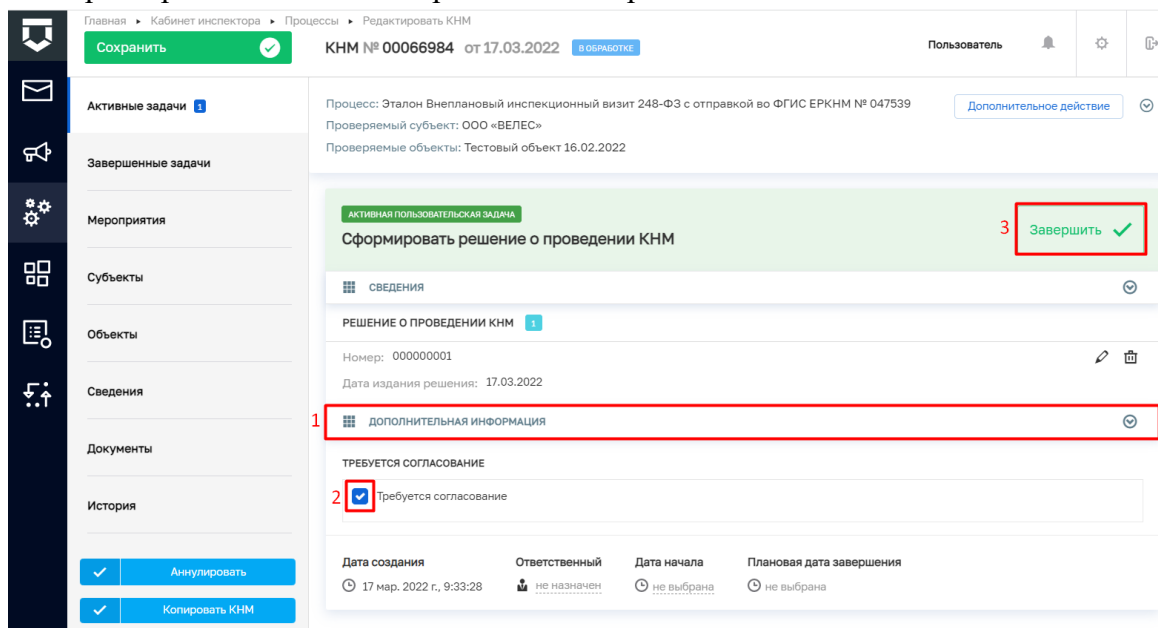 Главная ▸ Кабинет инспектора ▸ Процессы ▸ Редактировать КНМ
Сохранить
КНМ № 00066984 от 17.03.2022 В ОБРАБОТКЕ
Пользователь
Активные задачи 1
Завершенные задачи
Мероприятия
Субъекты
Объекты
Сведения
Документы
История
Аннулировать
Копировать КНМ
Процесс: Эталон Внеплановый инспекционный визит 248-ФЗ с отправкой во ФГИС ЕРКНМ № 047539
Дополнительное действие
Проверяемый субъект: ООО «ВЕЛЕС»
Проверяемые объекты: Тестовый объект 16.02.2022
АКТИВНАЯ ПОЛЬЗОВАТЕЛЬСКАЯ ЗАДАЧА
Сформировать решение о проведении КНМ
3 Завершить
СВЕДЕНИЯ
РЕШЕНИЕ О ПРОВЕДЕНИИ КНМ 1
Номер: 000000001
Дата издания решения: 17.03.2022
1 ДОПОЛНИТЕЛЬНАЯ ИНФОРМАЦИЯ
ТРЕБУЕТСЯ СОГЛАСОВАНИЕ
2 Требуется согласование
Дата создания Ответственный Дата начала Плановая дата завершения
17 мар. 2022 г., 9:33:28 не назначен не выбрана не выбрана